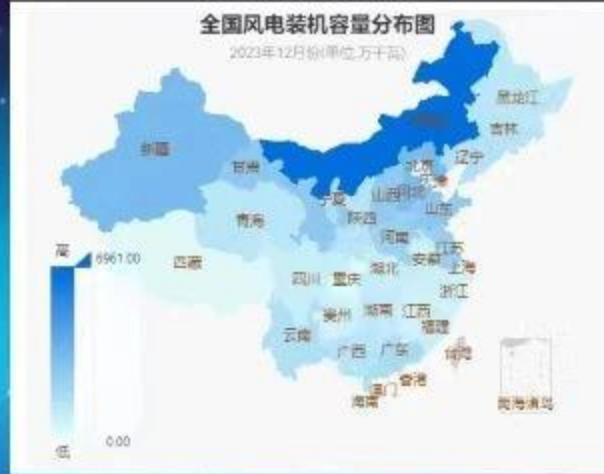 全国风电装机容量分布图
2023年12月份(单位:万千瓦)
黑龙江
吉林
新疆
甘肃
北京
辽宁
天津
宁夏
山西
河北
山东
青海
陕西
河南
江苏
高
6961.00
西藏
安徽
上海
四川
重庆
湖北
浙江
贵州
湖南
江西
福建
云南
广西
广东
台湾
香港
澳门
海南
南海诸岛
0.00
低